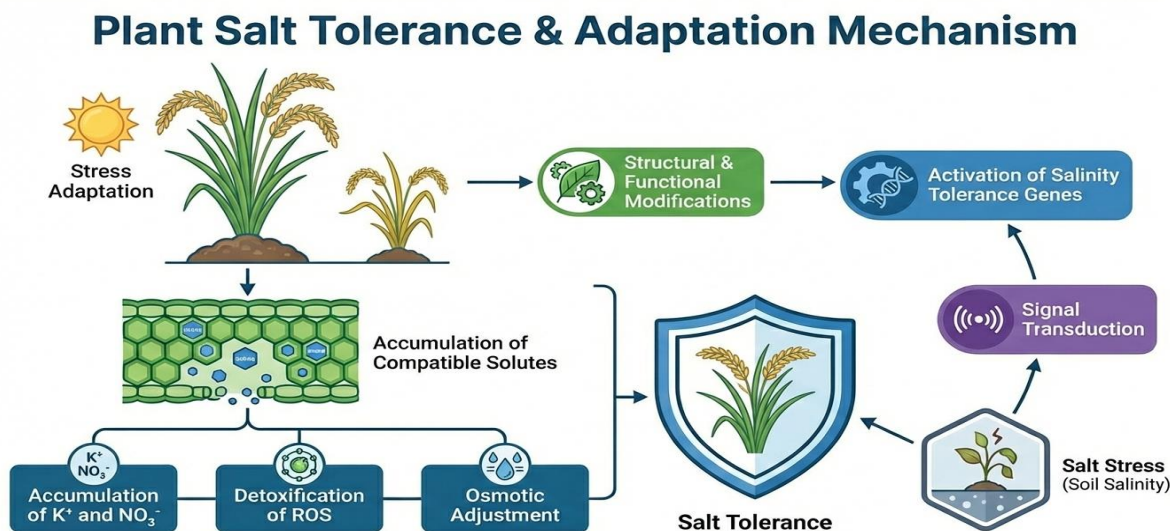 Plant Salt Tolerance & Adaptation Mechanism
Stress
Adaptation
Structural &
Functional
Modifications
Activation of Salinity
Tolerance Genes
Signal
Transduction
Accumulation of
Compatible Solutes
K⁺
NO₃⁻
Accumulation
of K⁺ and NO₃⁻
Detoxification
of ROS
Osmotic
Adjustment
Salt Tolerance
Salt Stress
(Soil Salinity)